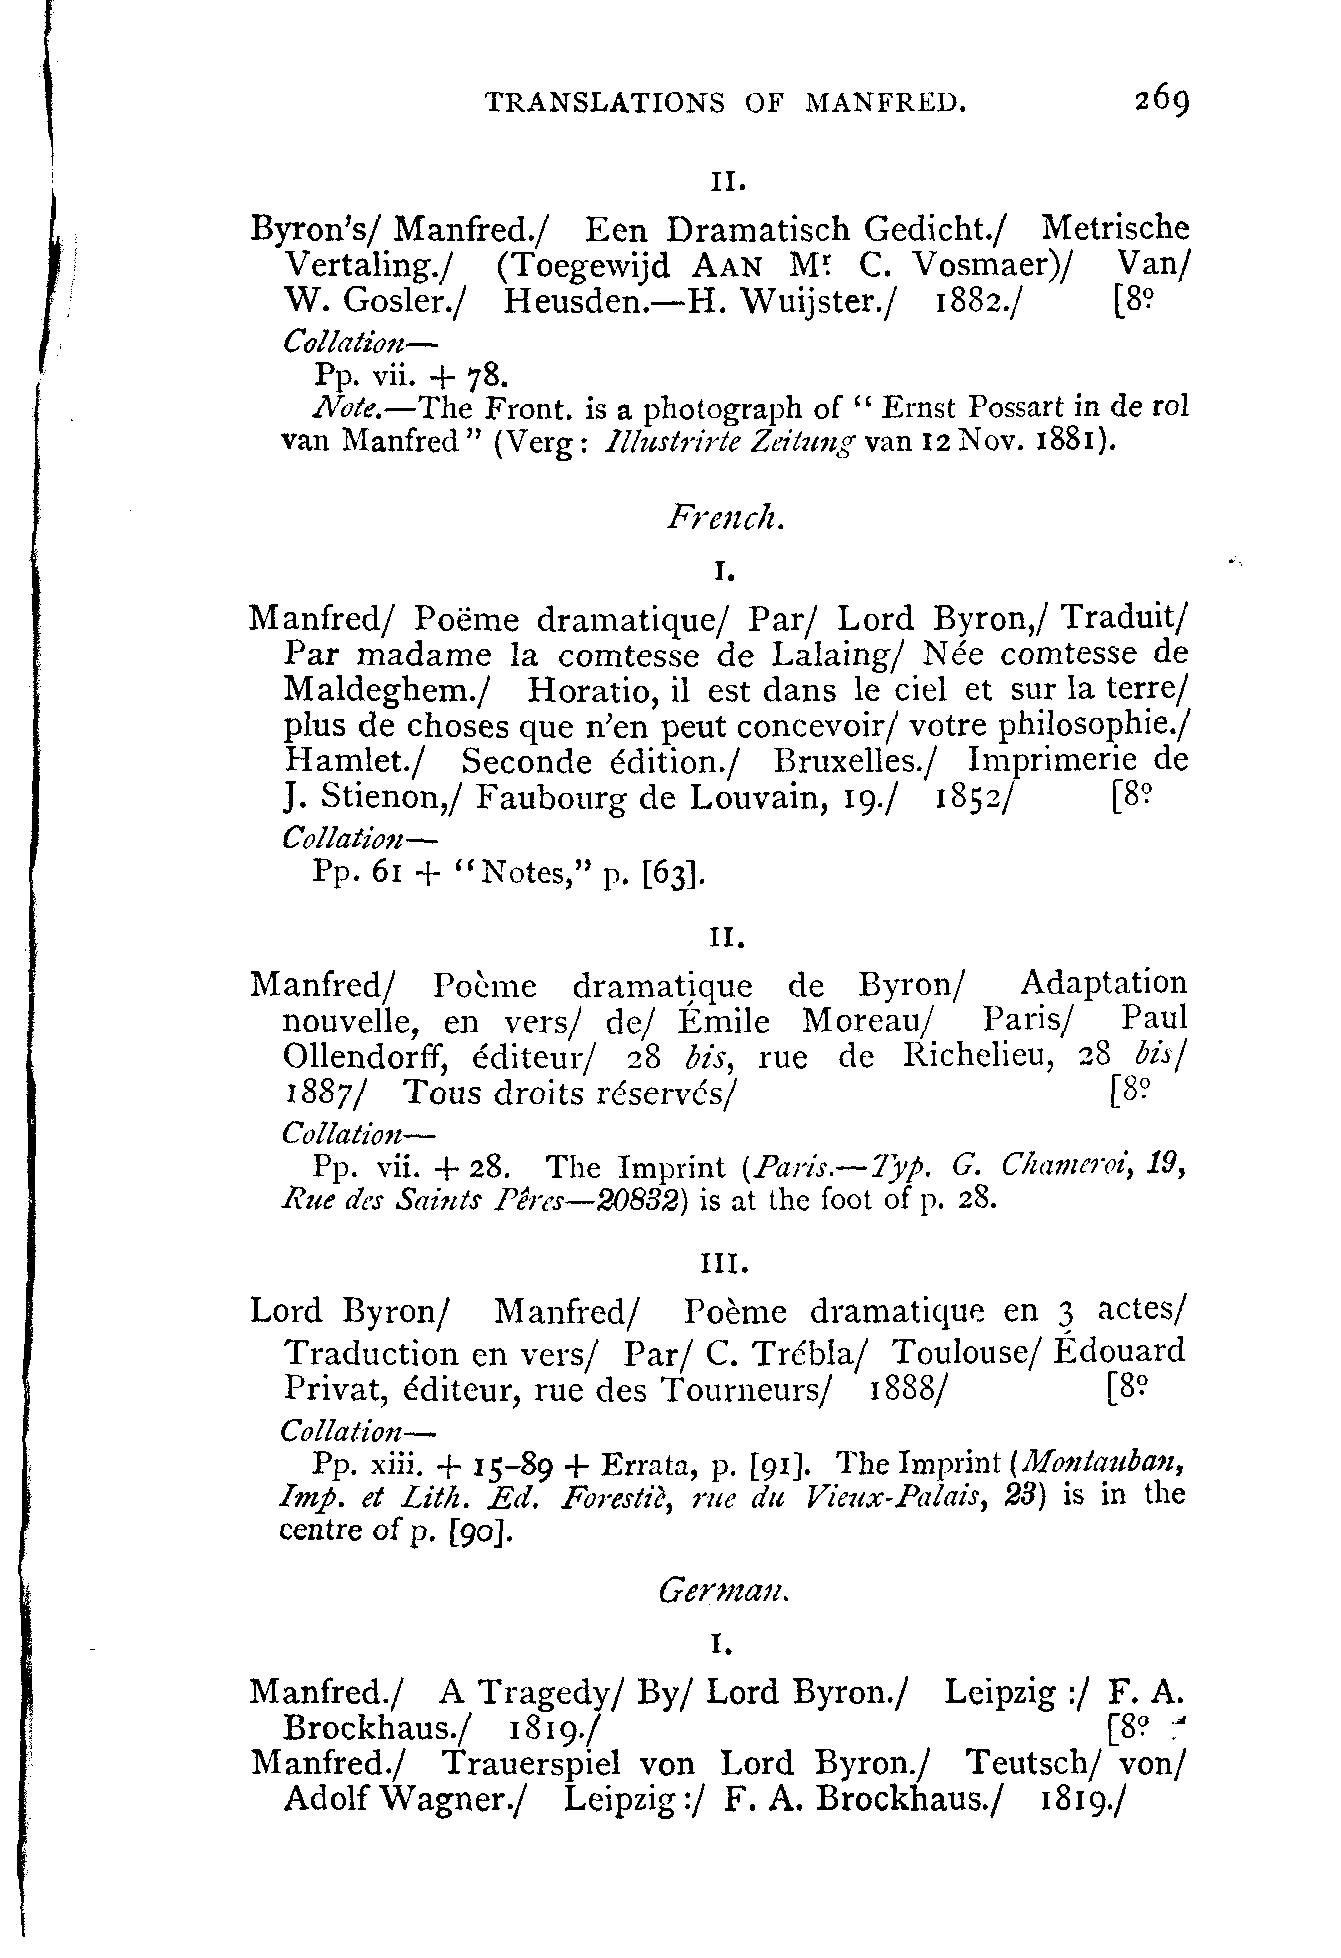 TRANSLATIONS OF MANFRED. 269
II.
Byron's/ Manfred./ Een Dramatisch Gedicht./ Metrische
Vertaling./ (Toegewijd AAN Mr. C. Vosmaer)/ Van/
W. Gosler./ Heusden.—H. Wuijster./ 1882./ [8º
Collation—
Pp. vii. + 78.
Note.—The Front. is a photograph of "Ernst Possart in de rol
van Manfred" (Verg: Illustrirte Zeitung van 12 Nov. 1881).
French.
I.
Manfred/ Poëme dramatique/ Par/ Lord Byron,/ Traduit/
Par madame la comtesse de Lalaing/ Née comtesse de
Maldeghem./ Horatio, il est dans le ciel et sur la terre/
plus de choses que n'en peut concevoir/ votre philosophie./
Hamlet./ Seconde édition./ Bruxelles./ Imprimerie de
J. Stienon,/ Faubourg de Louvain, 19./ 1852/ [8º
Collation—
Pp. 61 + "Notes," p. [63].
II.
Manfred/ Poème dramatique de Byron/ Adaptation
nouvelle, en vers/ de/ Émile Moreau/ Paris/ Paul
Ollendorff, éditeur/ 28 bis, rue de Richelieu, 28 bis/
1887/ Tous droits réservés/ [8º
Collation—
Pp. vii. + 28. The Imprint (Paris.—Typ. G. Chameroi, 19,
Rue des Saints Pêres—20832) is at the foot of p. 28.
III.
Lord Byron/ Manfred/ Poème dramatique en 3 actes/
Traduction en vers/ Par/ C. Trébla/ Toulouse/ Édouard
Privat, éditeur, rue des Tourneurs/ 1888/ [8º
Collation—
Pp. xiii. + 15-89 + Errata, p. [91]. The Imprint (Montauban,
Imp. et Lith. Ed. Forestiè, rue du Vieux-Palais, 23) is in the
centre of p. [90].
German.
I.
Manfred./ A Tragedy/ By/ Lord Byron./ Leipzig :/ F. A.
Brockhaus./ 1819./ [8º
Manfred./ Trauerspiel von Lord Byron./ Teutsch/ von/
Adolf Wagner./ Leipzig :/ F. A. Brockhaus./ 1819./